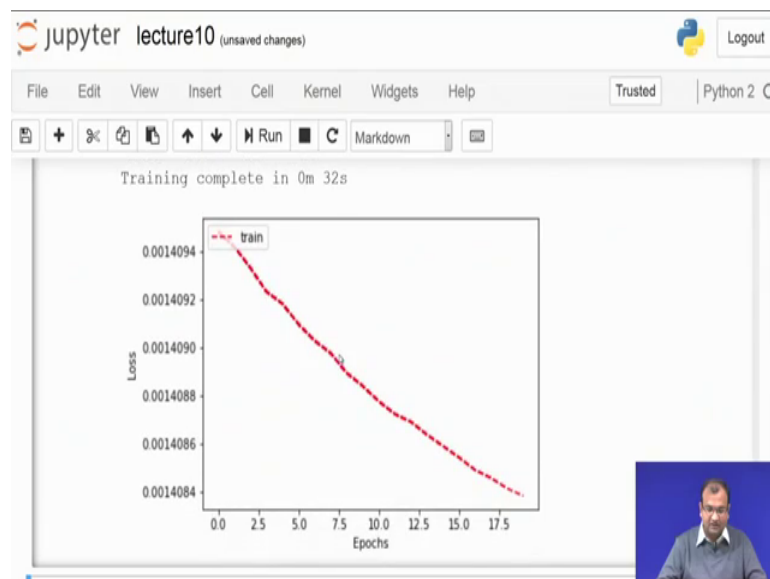 jupyter lecture10 (unsaved changes)
Logout
File Edit View Insert Cell Kernel Widgets Help
Trusted
Python 2
Run
Markdown
Training complete in 0m 32s
train
0.0014094
0.0014092
0.0014090
0.0014088
0.0014086
0.0014084
Loss
0.0 2.5 5.0 7.5 10.0 12.5 15.0 17.5
Epochs